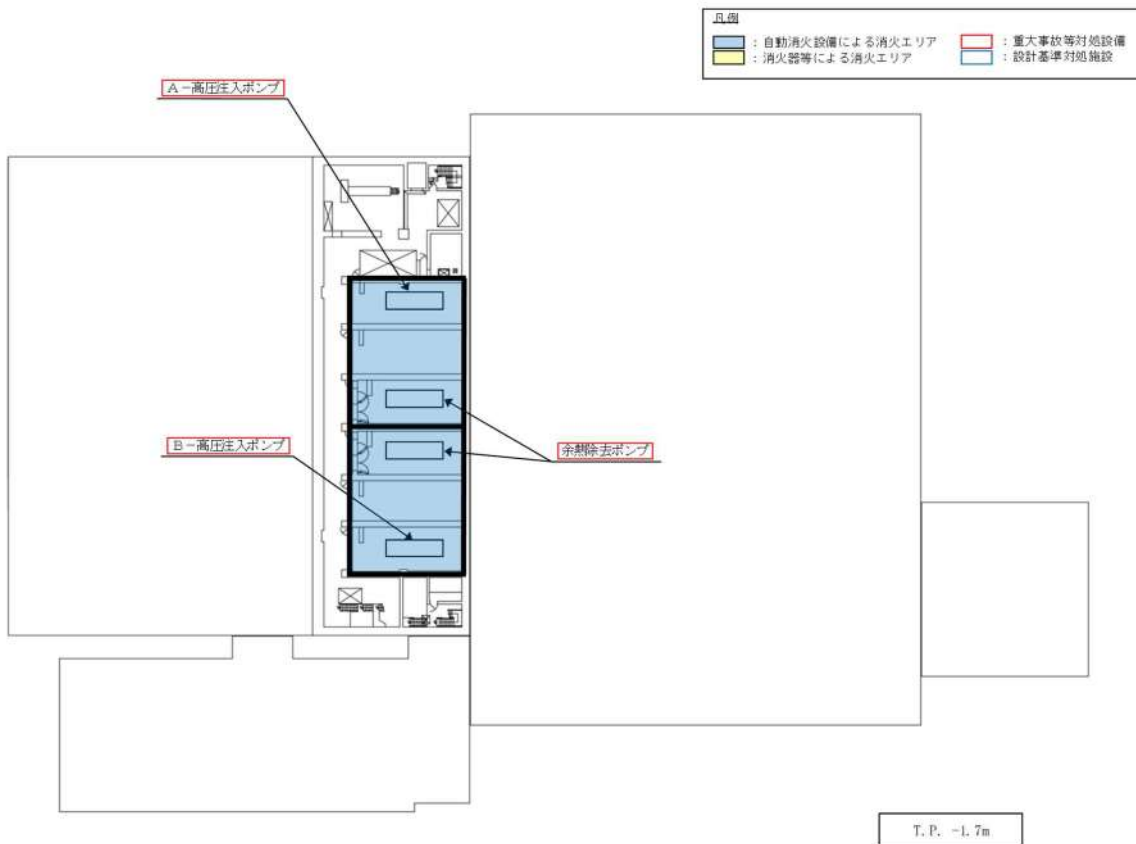 凡例
：自動消火設備による消火エリア
：重大事故等対処設備
：消火器等による消火エリア
：設計基準対処施設
A－高圧注入ポンプ
B－高圧注入ポンプ
余熱除去ポンプ
T.P. -1.7m